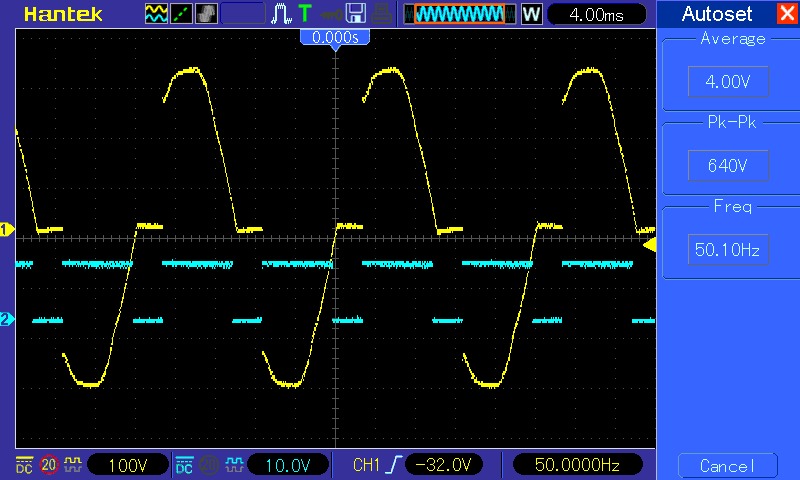 Hantek T W 4.00ms Autoset
0.000s
Average
4.00V
Pk-Pk
640V
Freq
50.10Hz
1
2
DC 20 100V DC 20 10.0V CH1 -32.0V 50.0000Hz
Cancel